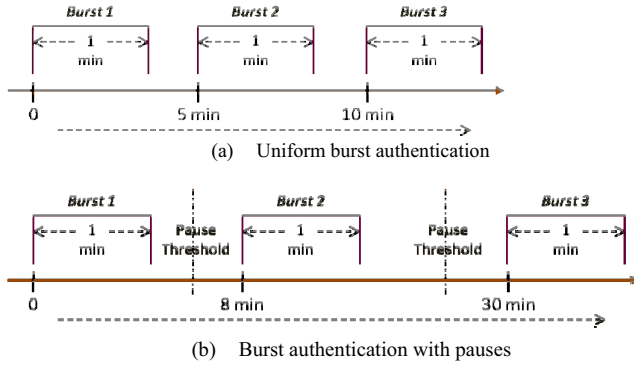 Burst 1 Burst 2 Burst 3
1 1 1
min min min
0 5 min 10 min
(a) Uniform burst authentication
Burst 1 Burst 2 Burst 3
1 Pause 1 Pause 1
min Threshold min Threshold min
0 8 min 30 min
(b) Burst authentication with pauses